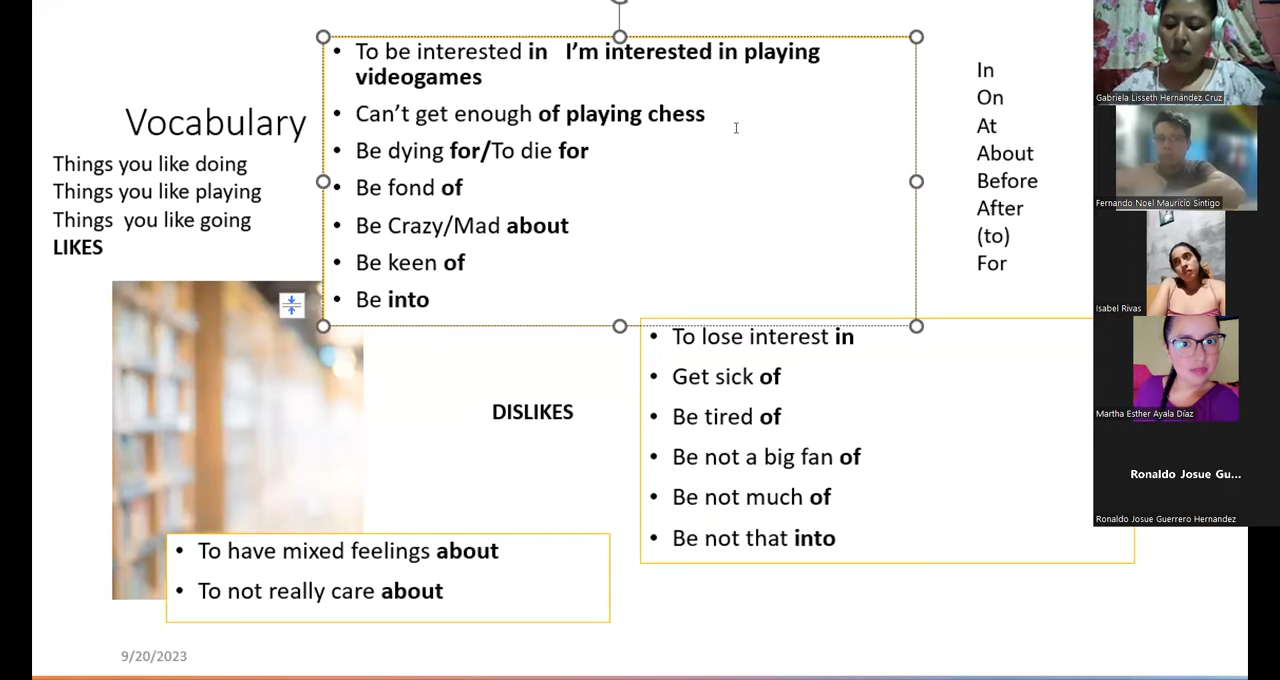 Vocabulary
Things you like doing
Things you like playing
Things you like going
LIKES
• To be interested in I'm interested in playing
videogames
• Can't get enough of playing chess
• Be dying for/To die for
• Be fond of
• Be Crazy/Mad about
• Be keen of
• Be into
In
On
At
About
Before
After
(to)
For
DISLIKES
• To lose interest in
• Get sick of
• Be tired of
• Be not a big fan of
• Be not much of
• Be not that into
• To have mixed feelings about
• To not really care about
9/20/2023
Gabriela Lisseth Hernández Cruz
Fernando Noel Mauricio Sintigo
Isabel Rivas
Martha Esther Ayala Díaz
Ronaldo Josue Gu...
Ronaldo Josue Guerrero Hernandez